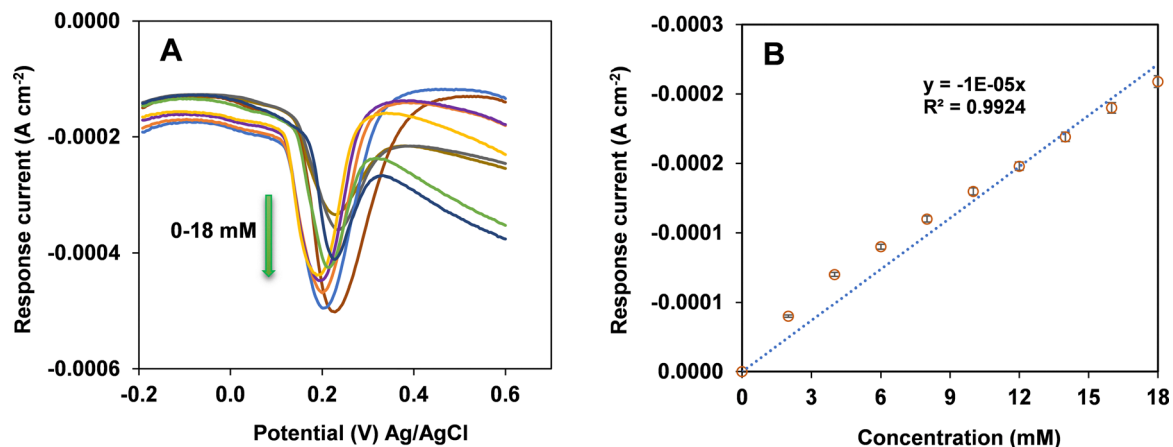 A
0.0000
-0.0002
-0.0004
-0.0006
-0.2
0.0
0.2
0.4
0.6
Response current (A cm⁻²)
Potential (V) Ag/AgCl
0-18 mM
B
-0.0003
-0.0002
-0.0002
-0.0001
-0.0001
0.0000
0
3
6
9
12
15
18
Response current (A cm⁻²)
Concentration (mM)
y = -1E-05x
R² = 0.9924